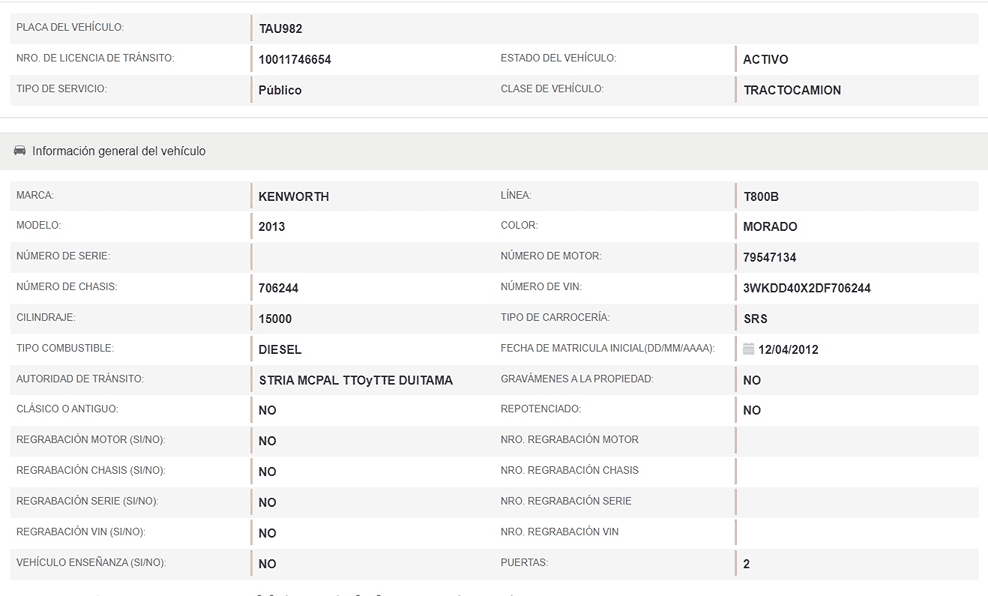 PLACA DEL VEHÍCULO: TAU982
NRO. DE LICENCIA DE TRÁNSITO: 10011746654 ESTADO DEL VEHÍCULO: ACTIVO
TIPO DE SERVICIO: Público CLASE DE VEHÍCULO: TRACTOCAMION
Información general del vehículo
MARCA: KENWORTH LÍNEA: T800B
MODELO: 2013 COLOR: MORADO
NÚMERO DE SERIE: NÚMERO DE MOTOR: 79547134
NÚMERO DE CHASIS: 706244 NÚMERO DE VIN: 3WKDD40X2DF706244
CILINDRAJE: 15000 TIPO DE CARROCERÍA: SRS
TIPO COMBUSTIBLE: DIESEL FECHA DE MATRICULA INICIAL(DD/MM/AAAA): 12/04/2012
AUTORIDAD DE TRÁNSITO: STRIA MCPAL TTOyTTE DUITAMA GRAVÁMENES A LA PROPIEDAD: NO
CLÁSICO O ANTIGUO: NO REPOTENCIADO: NO
REGRABACIÓN MOTOR (SI/NO): NO NRO. REGRABACIÓN MOTOR
REGRABACIÓN CHASIS (SI/NO): NO NRO. REGRABACIÓN CHASIS
REGRABACIÓN SERIE (SI/NO): NO NRO. REGRABACIÓN SERIE
REGRABACIÓN VIN (SI/NO): NO NRO. REGRABACIÓN VIN
VEHÍCULO ENSEÑANZA (SI/NO): NO PUERTAS: 2